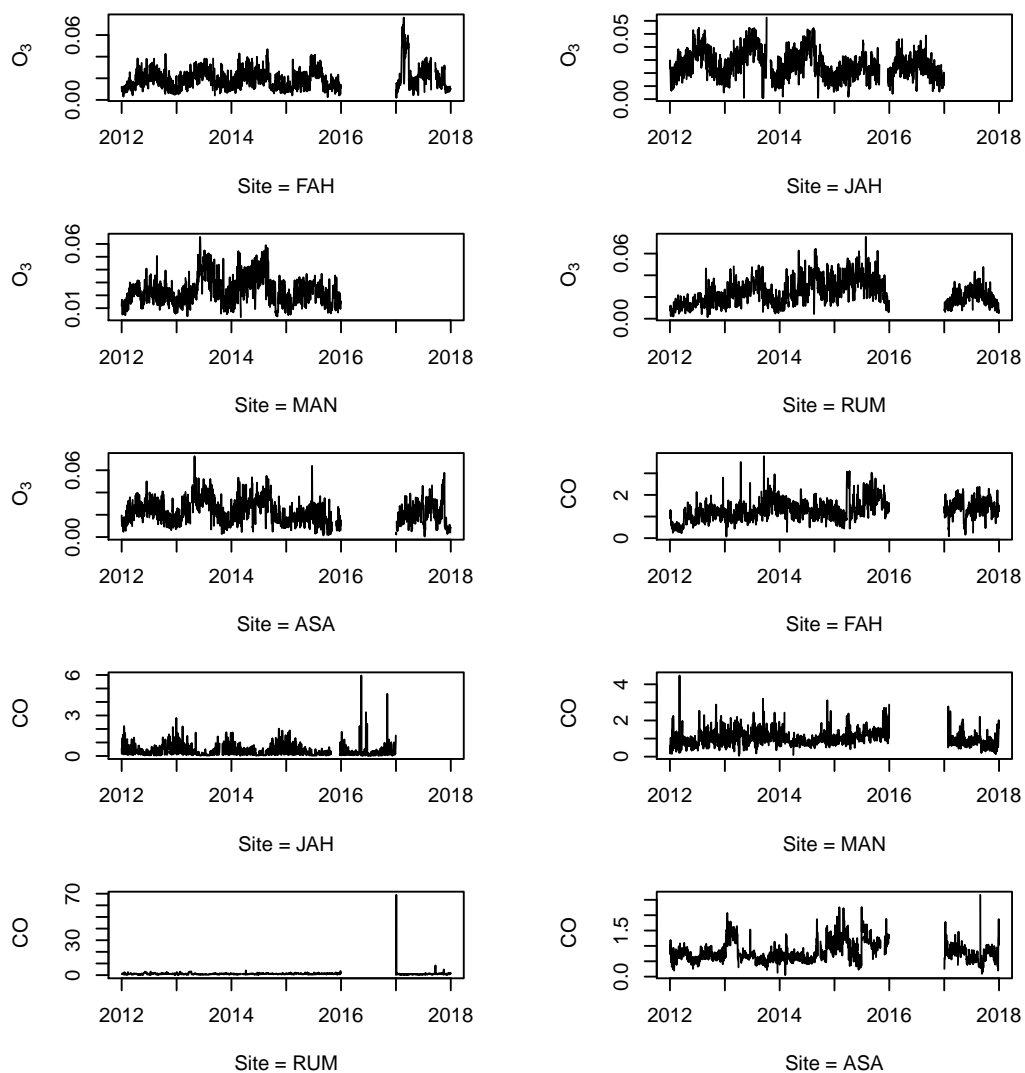 O3
0.00 0.06
2012 2014 2016 2018
Site = FAH
O3
0.00 0.05
2012 2014 2016 2018
Site = JAH
O3
0.01 0.06
2012 2014 2016 2018
Site = MAN
O3
0.00 0.06
2012 2014 2016 2018
Site = RUM
O3
0.00 0.06
2012 2014 2016 2018
Site = ASA
CO
0 2
2012 2014 2016 2018
Site = FAH
CO
0 3 6
2012 2014 2016 2018
Site = JAH
CO
0 2 4
2012 2014 2016 2018
Site = MAN
CO
0 30 70
2012 2014 2016 2018
Site = RUM
CO
0.0 1.5
2012 2014 2016 2018
Site = ASA